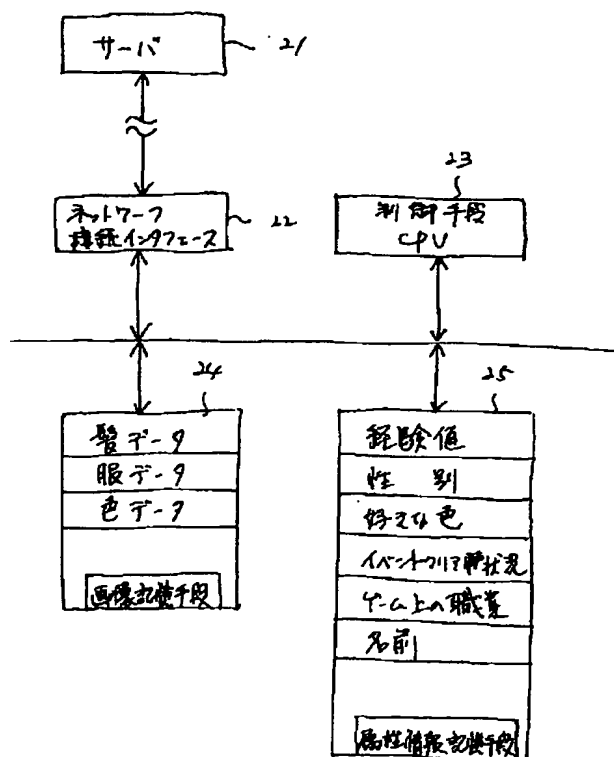 サーバ
21
23
ネットワーク
接続インタフェース
22
制御手段
CPU
24
25
髪データ
服データ
色データ
画像記憶手段
経験値
性 別
好きな色
イベントクリア等状況
ゲーム上の職業
名前
属性情報記憶手段